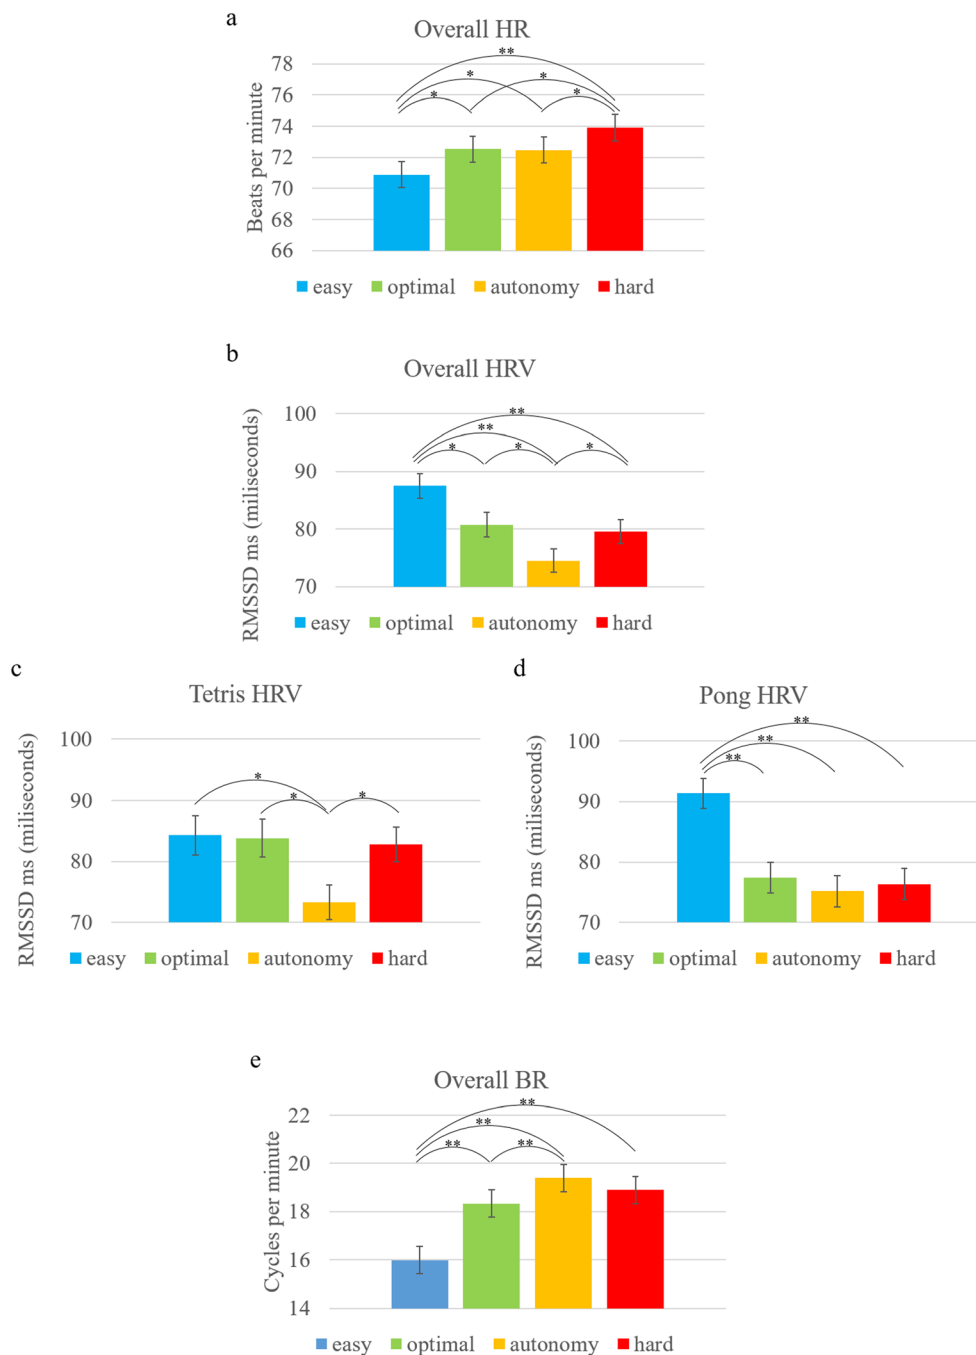 a
Overall HR
Beats per minute
78
76
74
72
70
68
66
**
*
*
*
*
easy optimal autonomy hard
b
Overall HRV
RMSSD ms (miliseconds)
100
90
80
70
**
**
*
*
*
easy optimal autonomy hard
c
Tetris HRV
RMSSD ms (miliseconds)
100
90
80
70
*
*
*
easy optimal autonomy hard
d
Pong HRV
RMSSD ms (miliseconds)
100
90
80
70
**
**
**
easy optimal autonomy hard
e
Overall BR
Cycles per minute
22
20
18
16
14
**
**
**
**
easy optimal autonomy hard